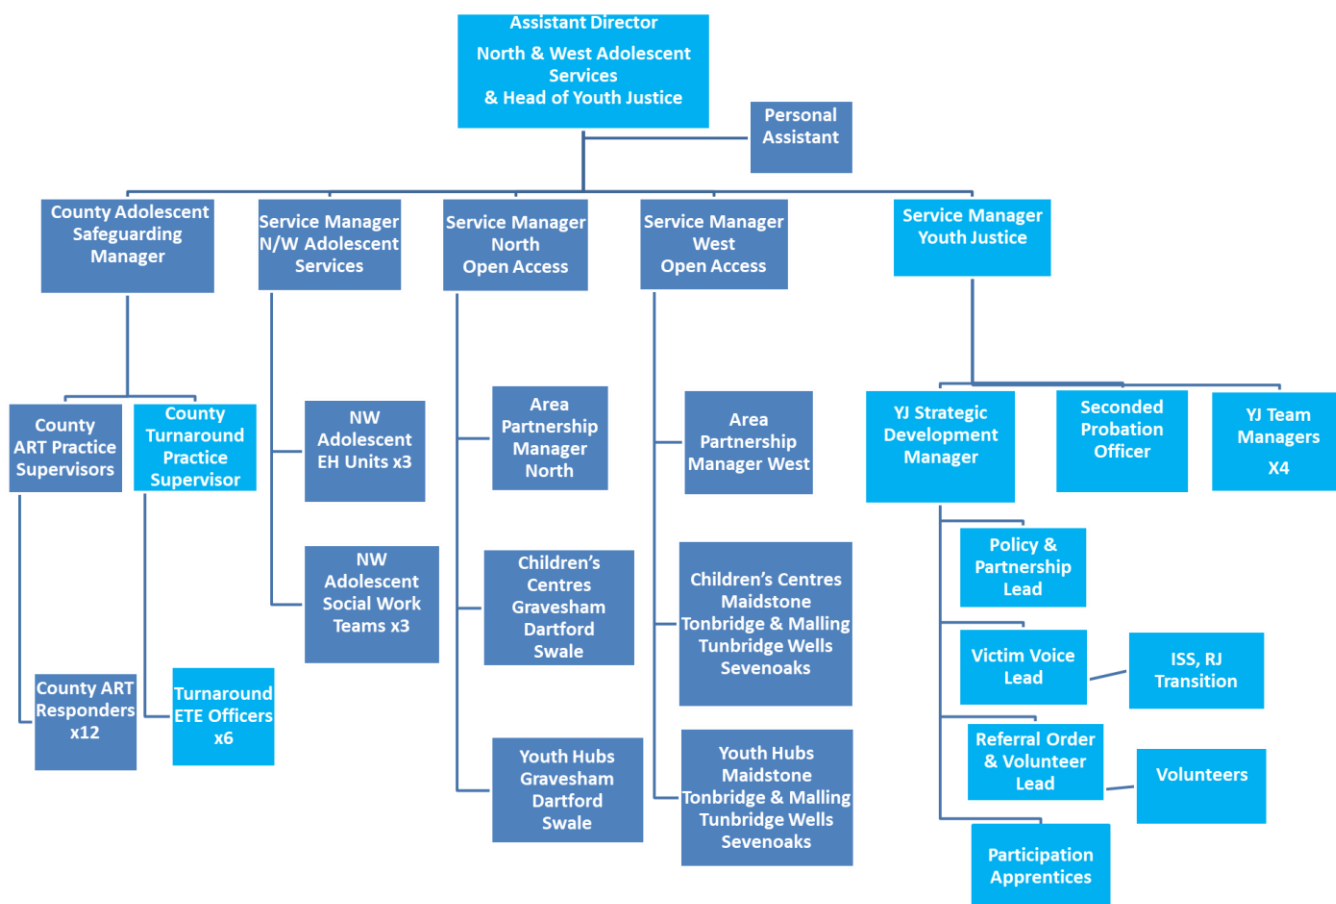 Assistant Director
North & West Adolescent
Services
& Head of Youth Justice
Personal
Assistant
County Adolescent
Safeguarding
Manager
Service Manager
N/W Adolescent
Services
Service Manager
North
Open Access
Service Manager
West
Open Access
Service Manager
Youth Justice
County
ART Practice
Supervisors
County
Turnaround
Practice
Supervisor
NW
Adolescent
EH Units x3
Area
Partnership
Manager
North
Area
Partnership
Manager West
YJ Strategic
Development
Manager
Seconded
Probation
Officer
YJ Team
Managers
X4
NW
Adolescent
Social Work
Teams x3
Children’s
Centres
Gravesham
Dartford
Swale
Children’s Centres
Maidstone
Tonbridge & Malling
Tunbridge Wells
Sevenoaks
Policy &
Partnership
Lead
Victim Voice
Lead
ISS, RJ
Transition
County ART
Responders
x12
Turnaround
ETE Officers
x6
Youth Hubs
Gravesham
Dartford
Swale
Youth Hubs
Maidstone
Tonbridge & Malling
Tunbridge Wells
Sevenoaks
Referral Order
& Volunteer
Lead
Volunteers
Participation
Apprentices